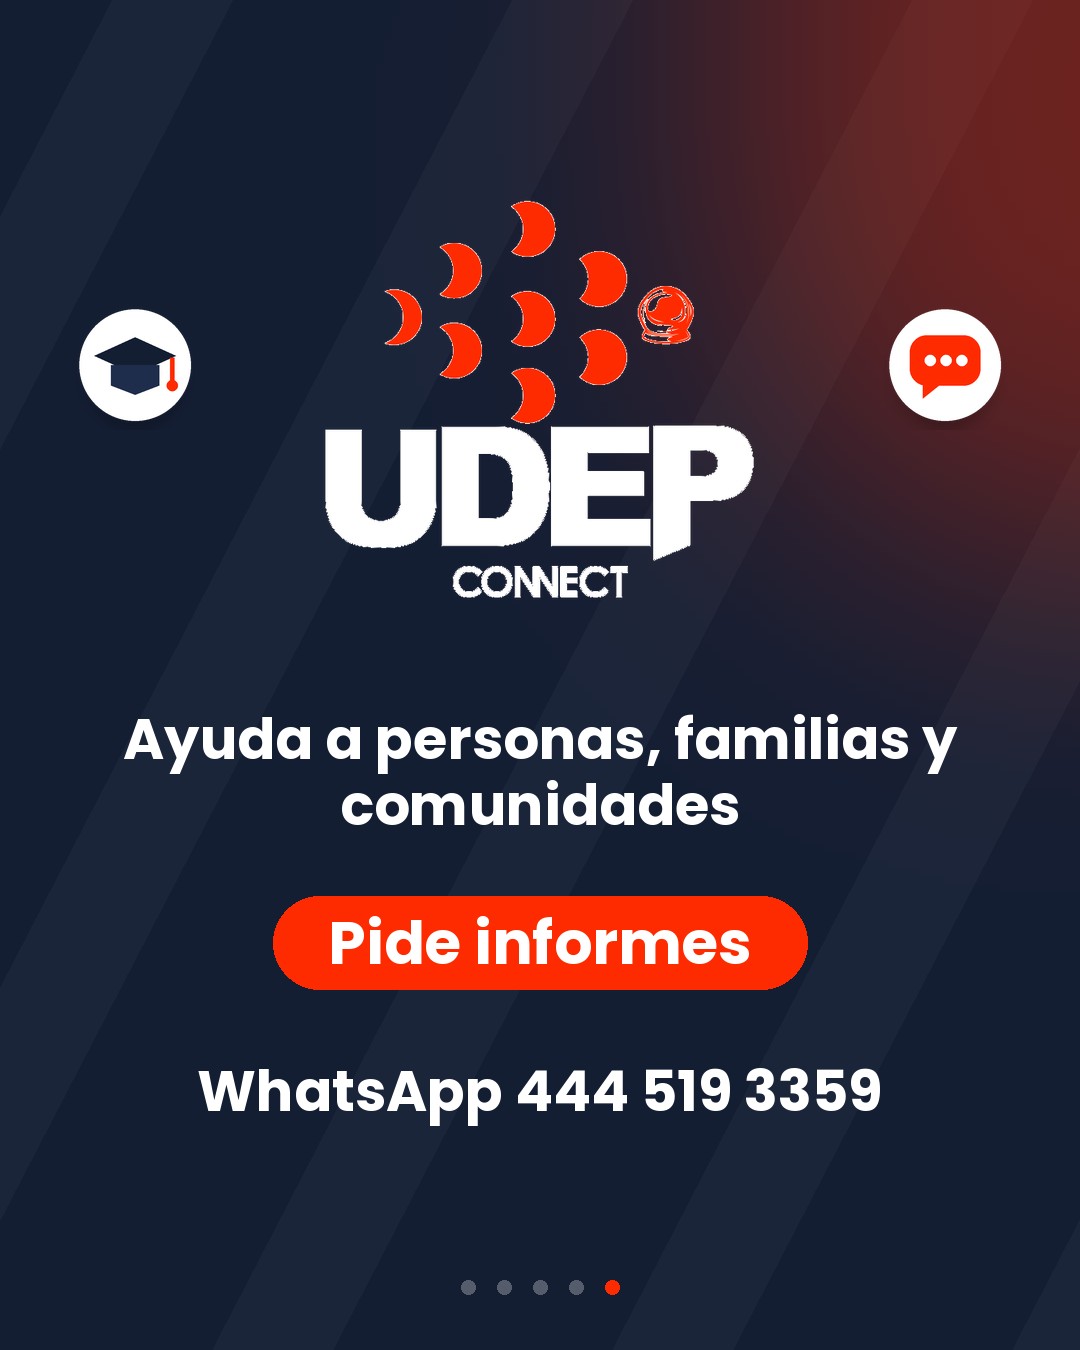 UDEP
CONNECT
Ayuda a personas, familias y
comunidades
Pide informes
WhatsApp 444 519 3359